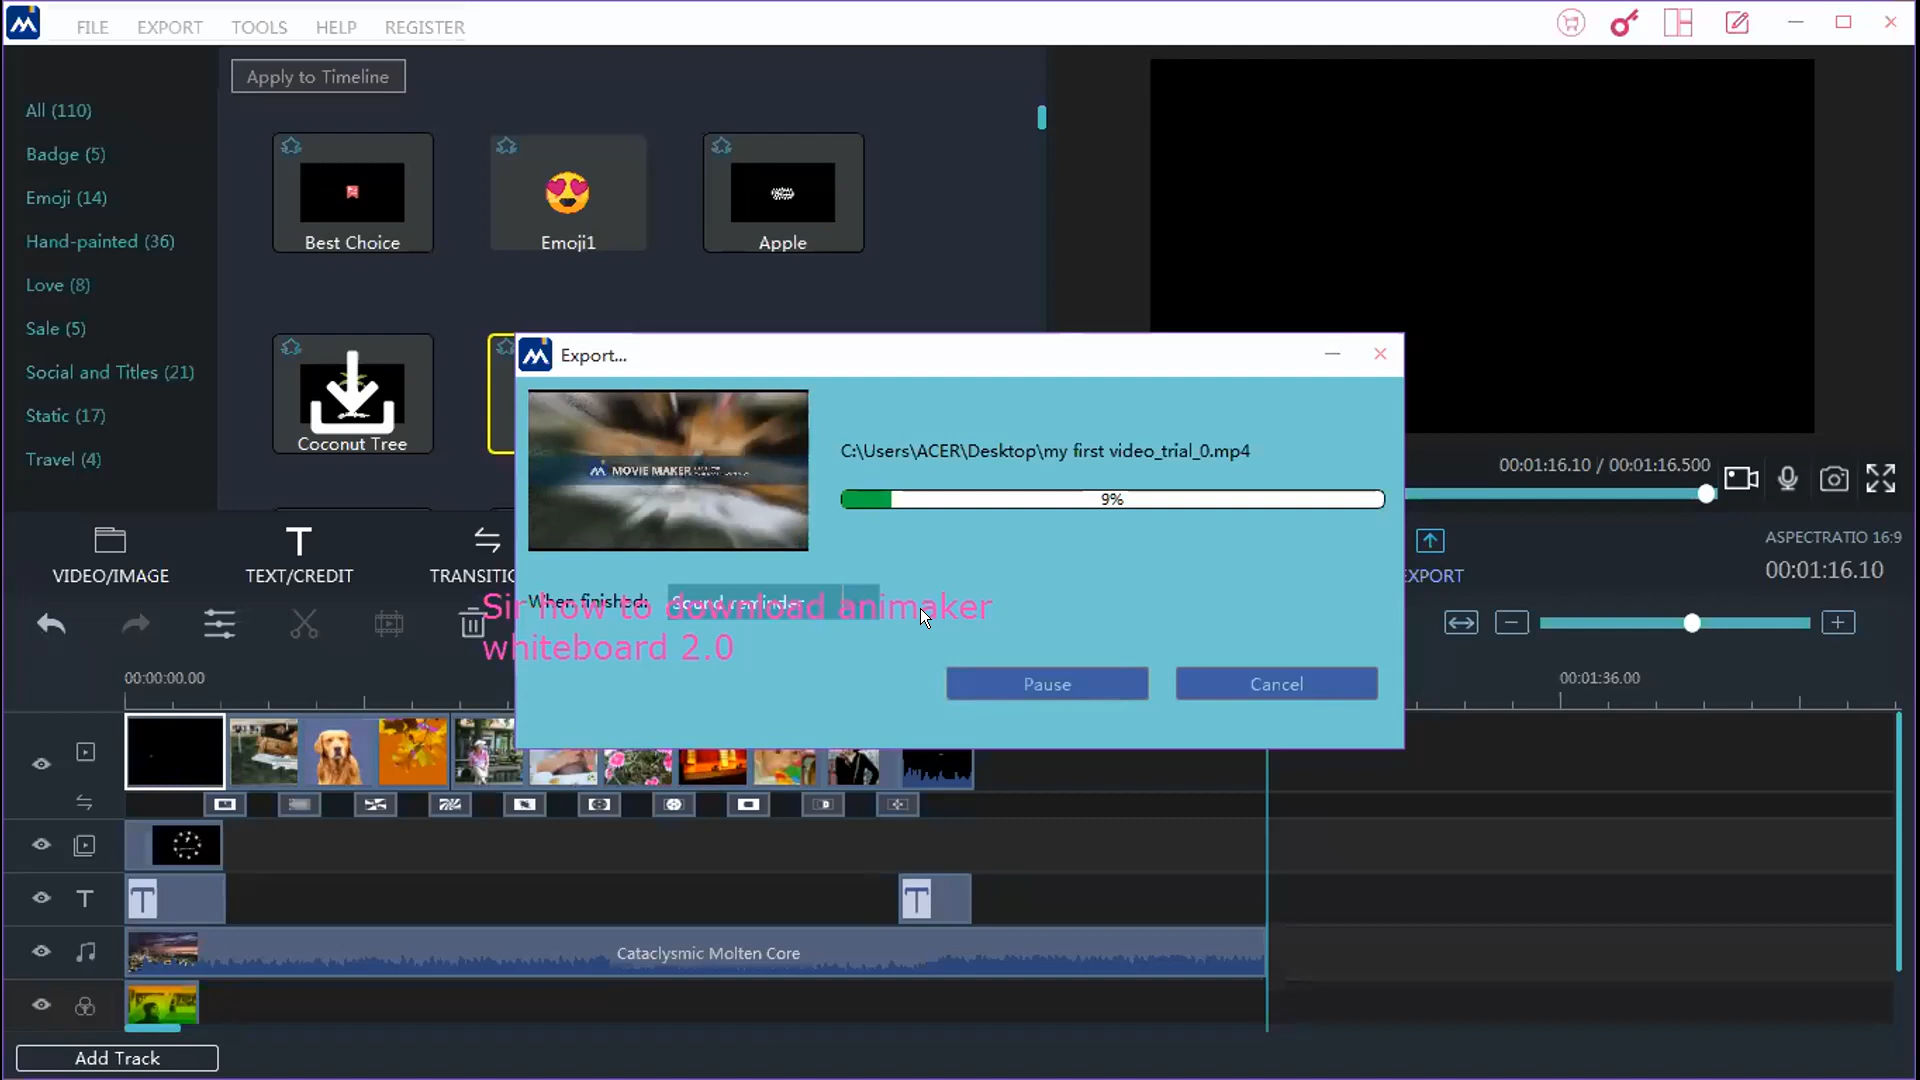 FILE EXPORT TOOLS HELP REGISTER
Apply to Timeline
All (110)
Badge (5)
Emoji (14)
Hand-painted (36)
Love (8)
Sale (5)
Social and Titles (21)
Static (17)
Travel (4)
Best Choice
Emoji1
Apple
Coconut Tree
Export...
MOVIE MAKER
C:\Users\ACER\Desktop\my first video_trial_0.mp4
9%
When finished: Sound reminder
Sir how to download animaker
whiteboard 2.0
Pause
Cancel
00:01:16.10 / 00:01:16.500
VIDEO/IMAGE
TEXT/CREDIT
TRANSITIO
EXPORT
ASPECTRATIO 16:9
00:01:16.10
00:00:00.00
00:01:36.00
T
T
T
Cataclysmic Molten Core
Add Track